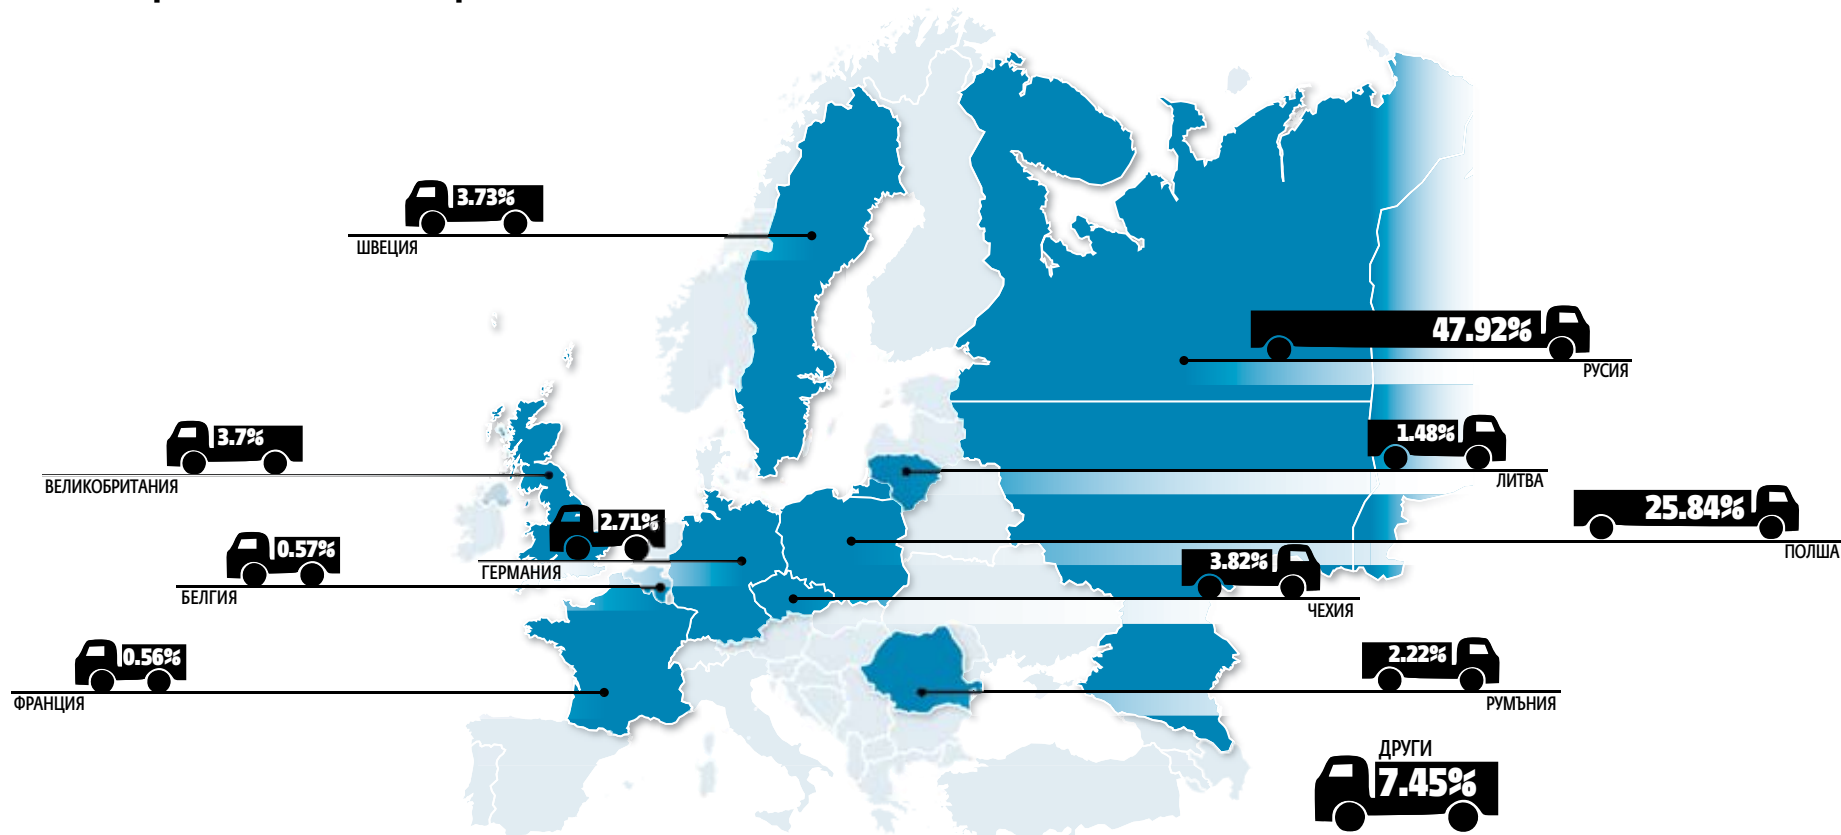 3.73%
ШВЕЦИЯ
47.92%
РУСИЯ
3.7%
ВЕЛИКОБРИТАНИЯ
1.48%
ЛИТВА
25.84%
ПОЛША
2.71%
ГЕРМАНИЯ
0.57%
БЕЛГИЯ
3.82%
ЧЕХИЯ
0.56%
ФРАНЦИЯ
2.22%
РУМЪНИЯ
ДРУГИ
7.45%